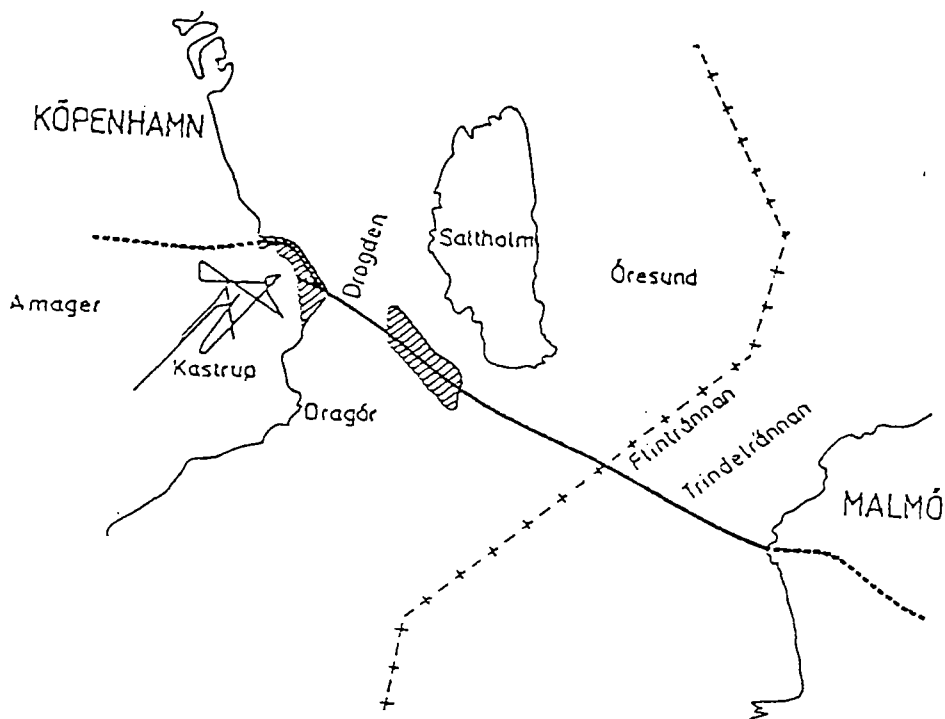 KÖPENHAMN
Drogden
Saltholm
Öresund
Amager
Kastrup
Dragör
Flintrännan
Trindelrännan
MALMÖ